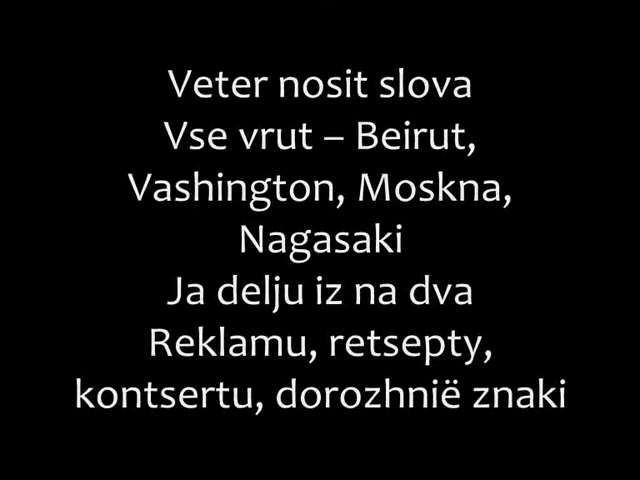 Veter nosit slova
Vse vrut – Beirut,
Vashington, Moskna,
Nagasaki
Ja delju iz na dva
Reklamu, retsepty,
kontsertu, dorozhnië znaki